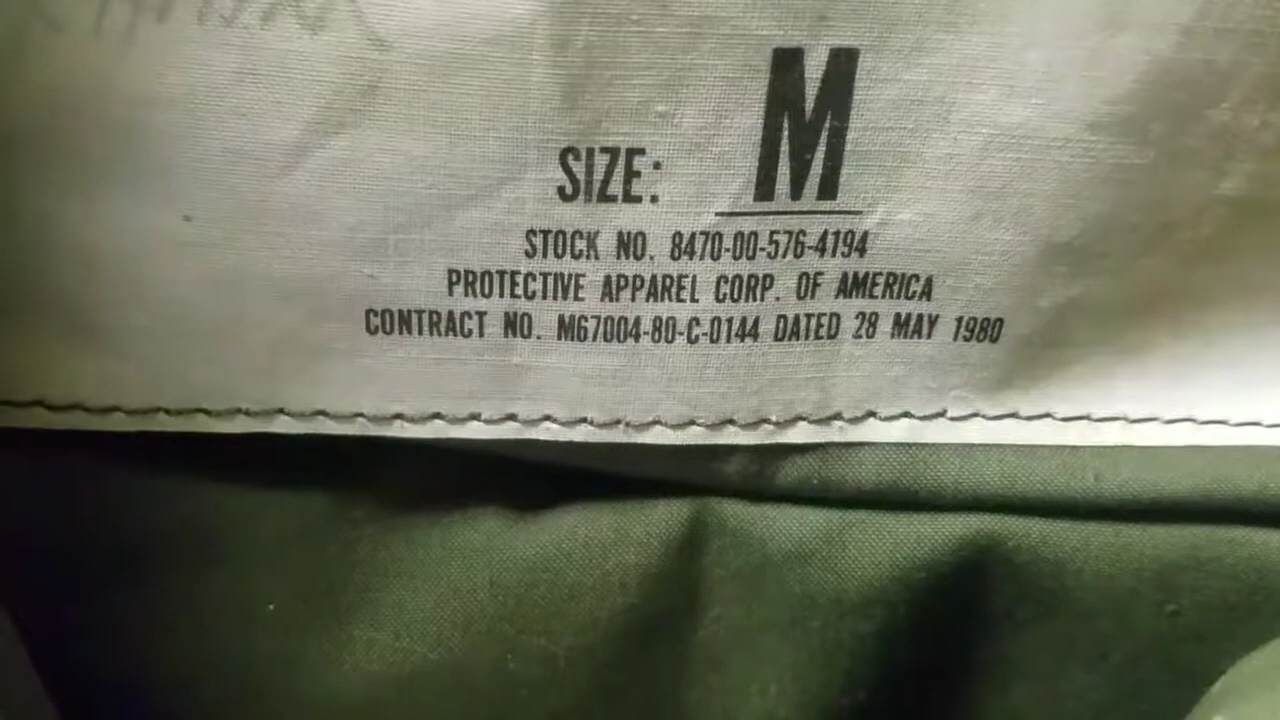 SIZE: M
STOCK NO. 8470-00-576-4194
PROTECTIVE APPAREL CORP. OF AMERICA
CONTRACT NO. M67004-80-C-0144 DATED 28 MAY 1980